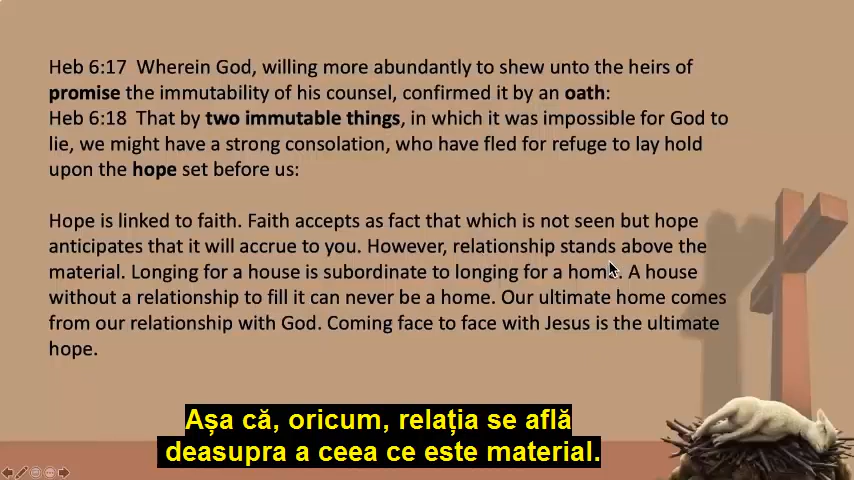 Heb 6:17  Wherein God, willing more abundantly to shew unto the heirs of
promise the immutability of his counsel, confirmed it by an oath:
Heb 6:18  That by two immutable things, in which it was impossible for God to
lie, we might have a strong consolation, who have fled for refuge to lay hold
upon the hope set before us:
Hope is linked to faith. Faith accepts as fact that which is not seen but hope
anticipates that it will accrue to you. However, relationship stands above the
material. Longing for a house is subordinate to longing for a home. A house
without a relationship to fill it can never be a home. Our ultimate home comes
from our relationship with God. Coming face to face with Jesus is the ultimate
hope.
Așa că, oricum, relația se află
deasupra a ceea ce este material.